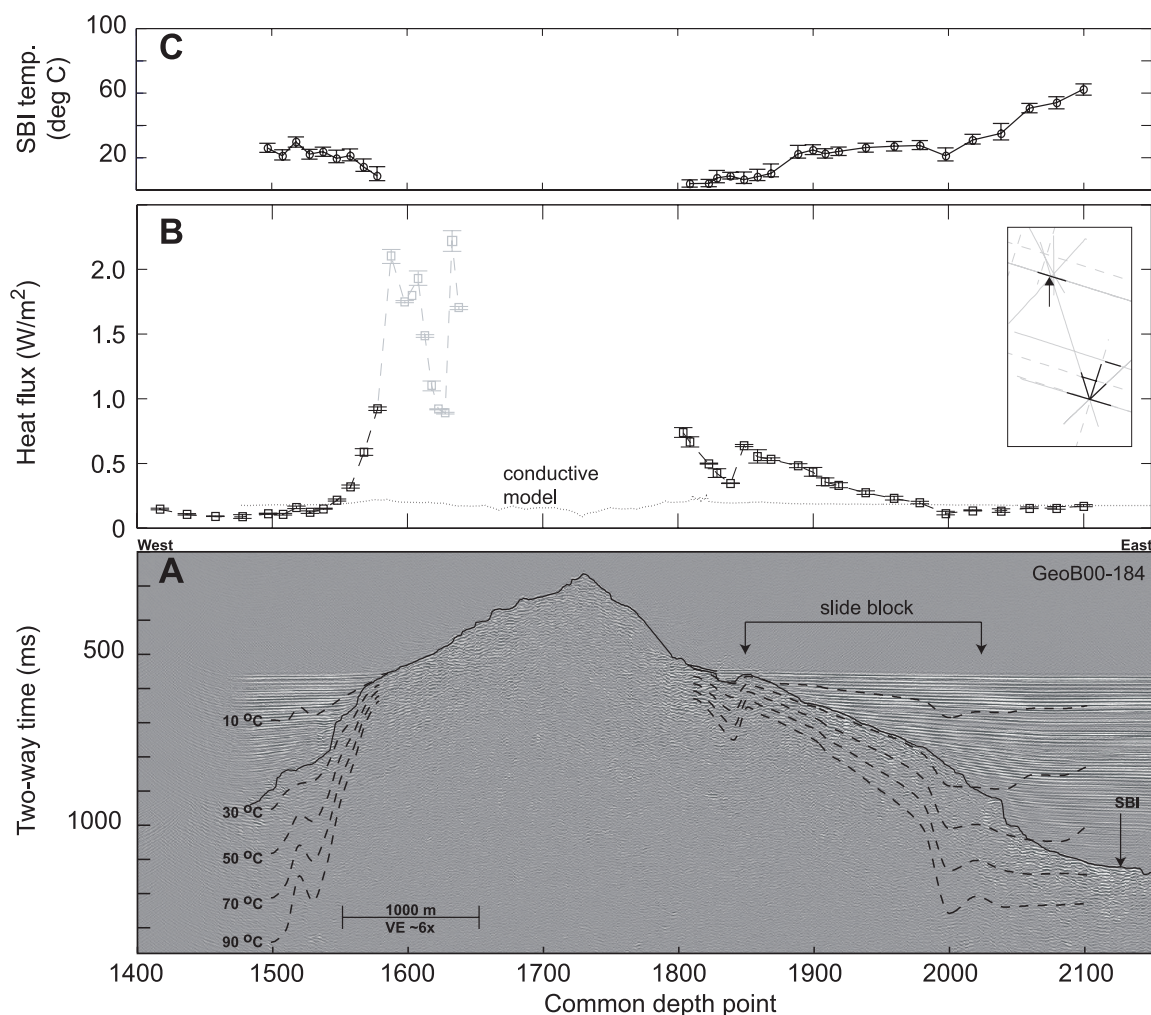 C
SBI temp.
(deg C)
100
60
20
B
Heat flux (W/m²)
2.0
1.5
1.0
0.5
0
conductive
model
West
East
A
GeoB00-184
slide block
Two-way time (ms)
500
1000
10 °C
30 °C
50 °C
70 °C
90 °C
SBI
1000 m
VE ~6x
1400 1500 1600 1700 1800 1900 2000 2100
Common depth point